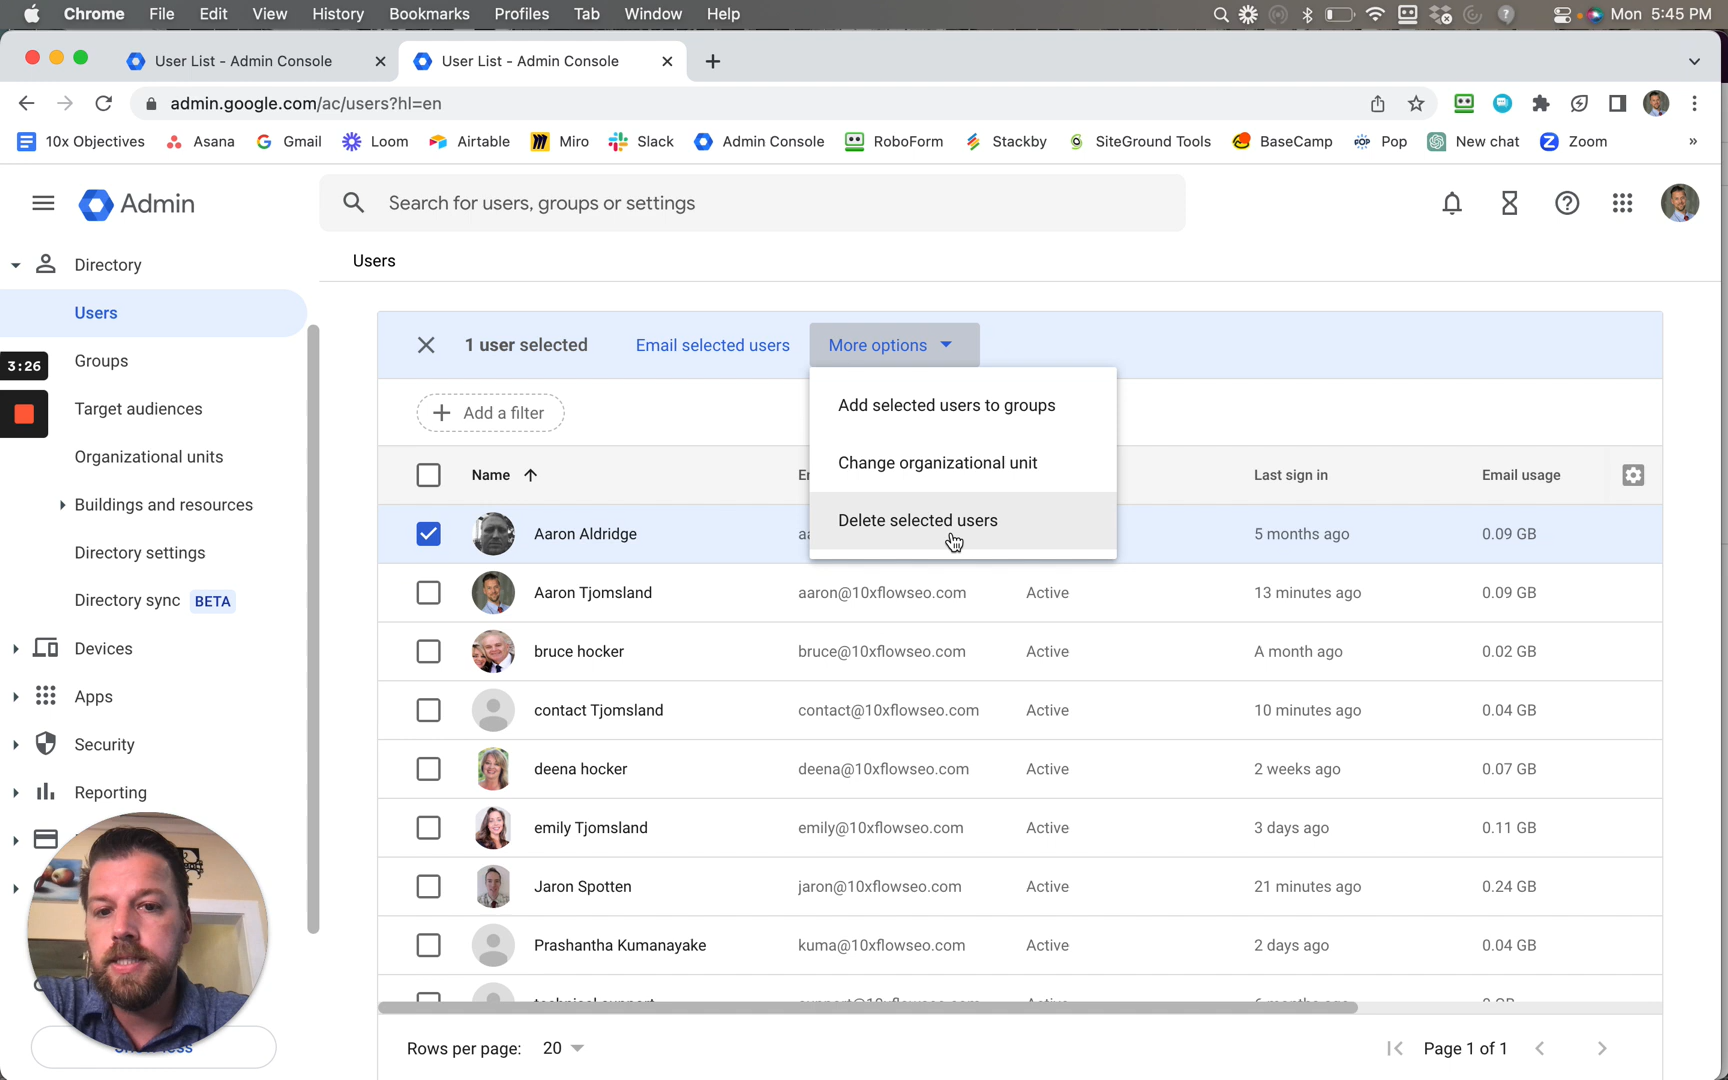 Chrome File Edit View History Bookmarks Profiles Tab Window Help Mon 5:45 PM
User List - Admin Console User List - Admin Console
admin.google.com/ac/users?hl=en
10x Objectives Asana Gmail Loom Airtable Miro Slack Admin Console RoboForm Stackby SiteGround Tools BaseCamp Pop New chat Zoom
Admin
Search for users, groups or settings
Directory
Users
Groups
3:26
Target audiences
Organizational units
Buildings and resources
Directory settings
Directory sync BETA
Devices
Apps
Security
Reporting
Users
1 user selected Email selected users More options
Add selected users to groups
Change organizational unit
Delete selected users
Add a filter
Name Last sign in Email usage
Aaron Aldridge 5 months ago 0.09 GB
Aaron Tjomsland aaron@10xflowseo.com Active 13 minutes ago 0.09 GB
bruce hocker bruce@10xflowseo.com Active A month ago 0.02 GB
contact Tjomsland contact@10xflowseo.com Active 10 minutes ago 0.04 GB
deena hocker deena@10xflowseo.com Active 2 weeks ago 0.07 GB
emily Tjomsland emily@10xflowseo.com Active 3 days ago 0.11 GB
Jaron Spotten jaron@10xflowseo.com Active 21 minutes ago 0.24 GB
Prashantha Kumanayake kuma@10xflowseo.com Active 2 days ago 0.04 GB
Rows per page: 20 Page 1 of 1